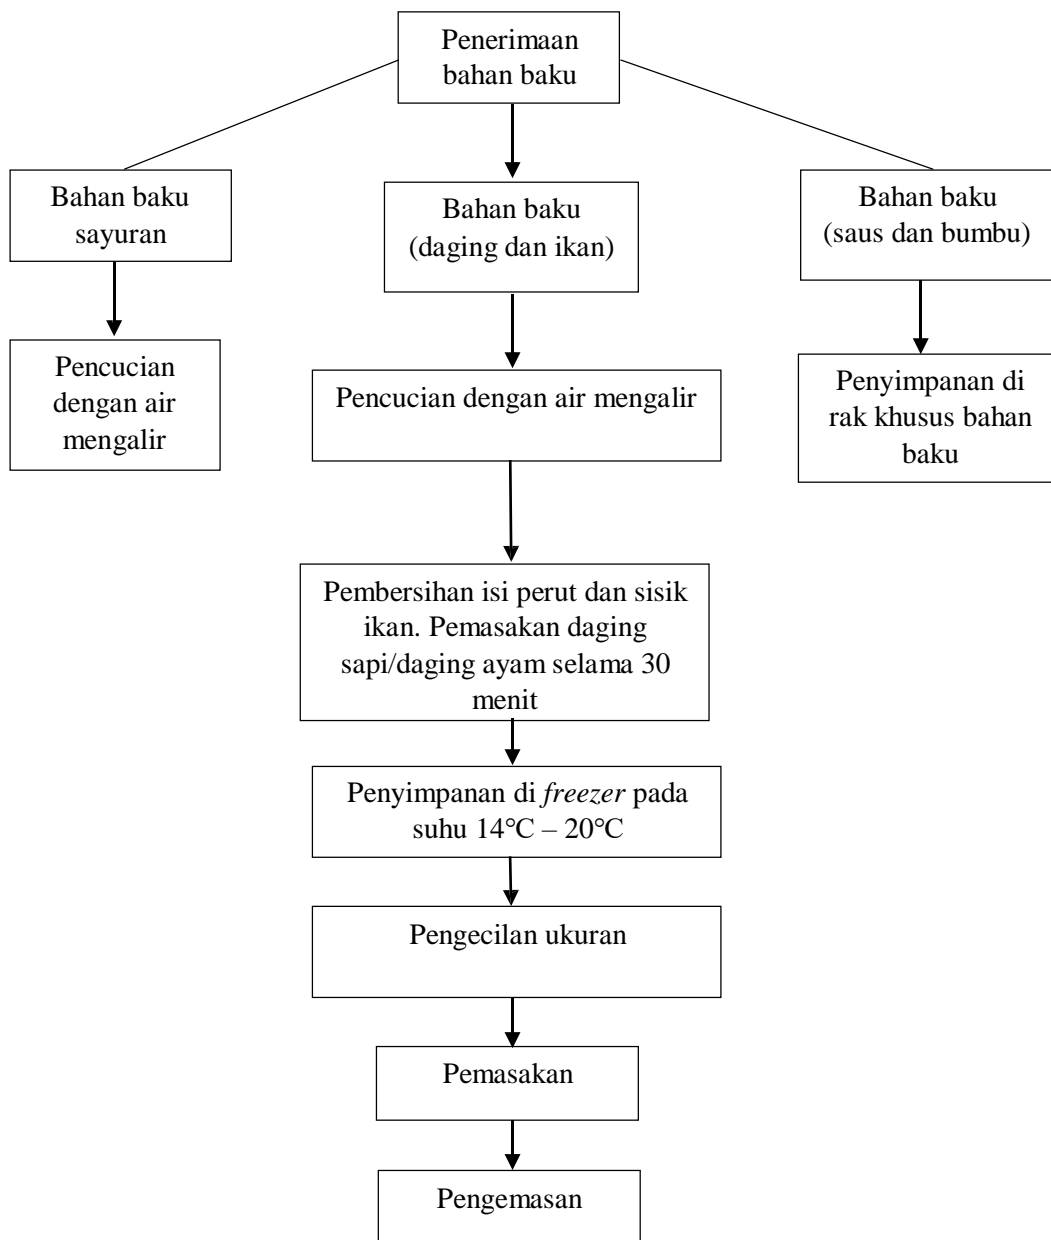 Penerimaan
bahan baku
Bahan baku
sayuran
Bahan baku
(daging dan ikan)
Bahan baku
(saus dan bumbu)
Pencucian
dengan air
mengalir
Pencucian dengan air mengalir
Penyimpanan di
rak khusus bahan
baku
Pembersihan isi perut dan sisik
ikan. Pemasakan daging
sapi/daging ayam selama 30
menit
Penyimpanan di freezer pada
suhu 14°C – 20°C
Pengecilan ukuran
Pemasakan
Pengemasan